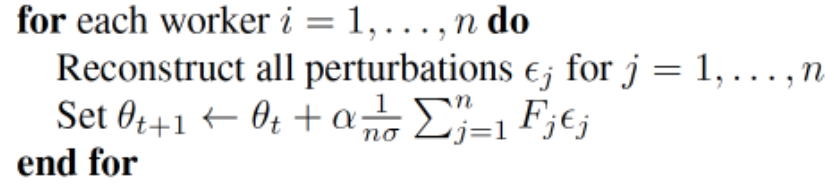 for each worker i = 1, . . . , n do
Reconstruct all perturbations ϵ_j for j = 1, . . . , n
Set θ_{t+1} ← θ_t + α \frac{1}{nσ} ∑_{j=1}^{n} F_j ϵ_j
end for